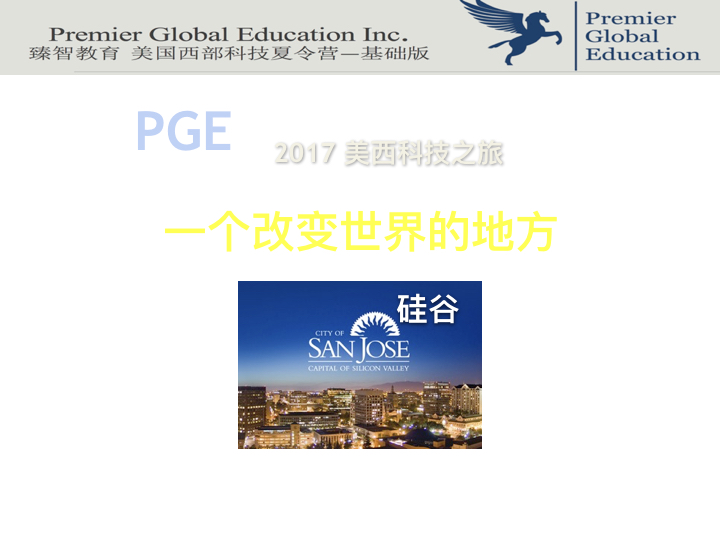 Premier Global Education Inc.
臻智教育 美国西部科技夏令营—基础版
Premier
Global
Education
PGE
2017 美西科技之旅
一个改变世界的地方
硅谷
CITY OF
SAN JOSE
CAPITAL OF SILICON VALLEY